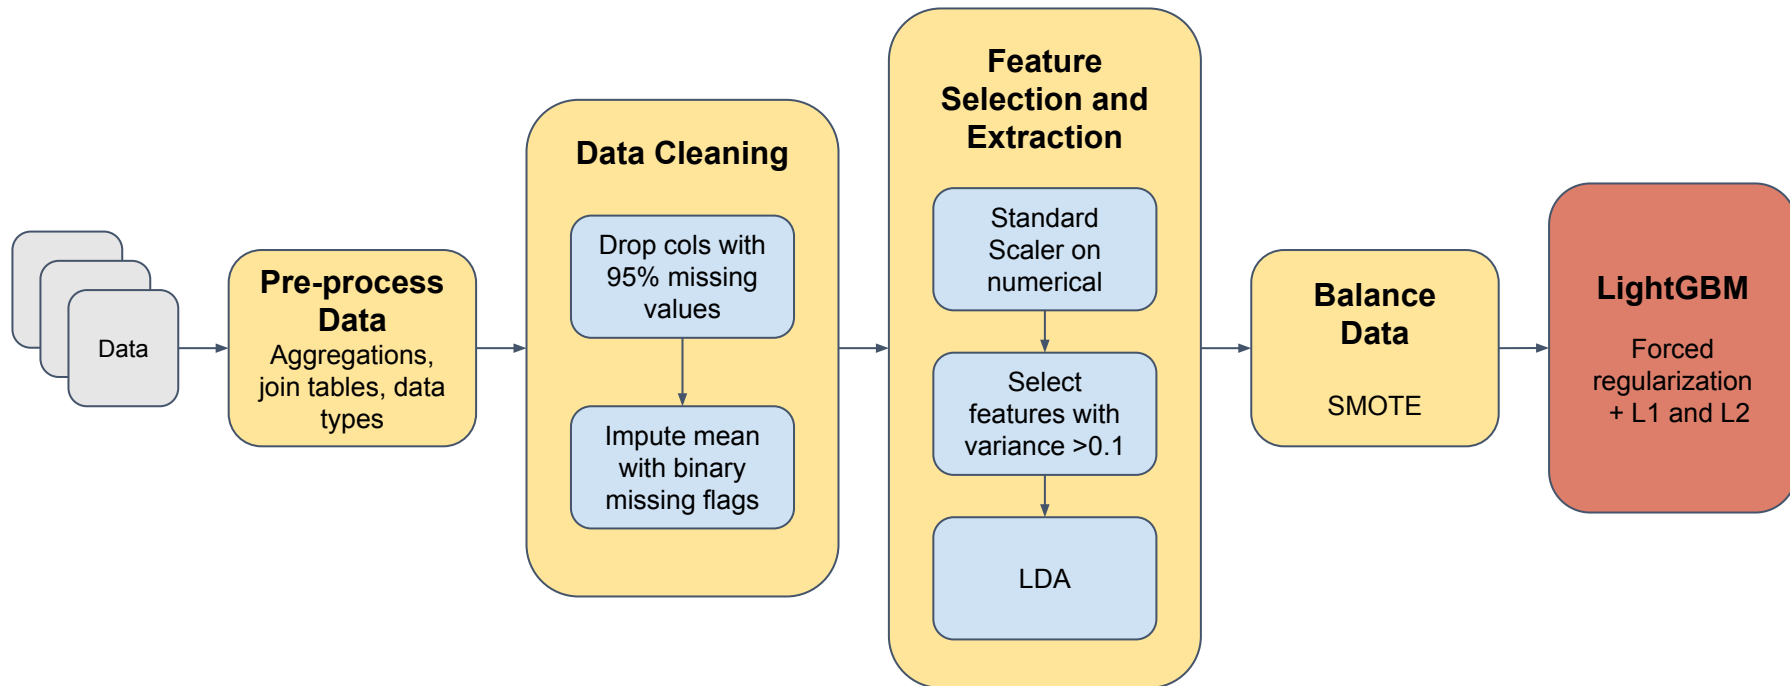 Data
Pre-process
Data
Aggregations,
join tables, data
types
Data Cleaning
Drop cols with
95% missing
values
Impute mean
with binary
missing flags
Feature
Selection and
Extraction
Standard
Scaler on
numerical
Select
features with
variance >0.1
LDA
Balance
Data
SMOTE
LightGBM
Forced
regularization
+ L1 and L2